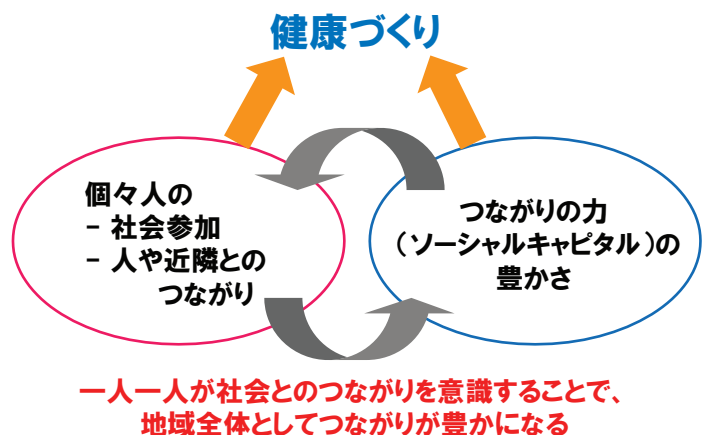 健康づくり
個々人の
- 社会参加
- 人や近隣との
つながり
つながりの力
(ソーシャルキャピタル)の
豊かさ
一人一人が社会とのつながりを意識することで、
地域全体としてつながりが豊かになる